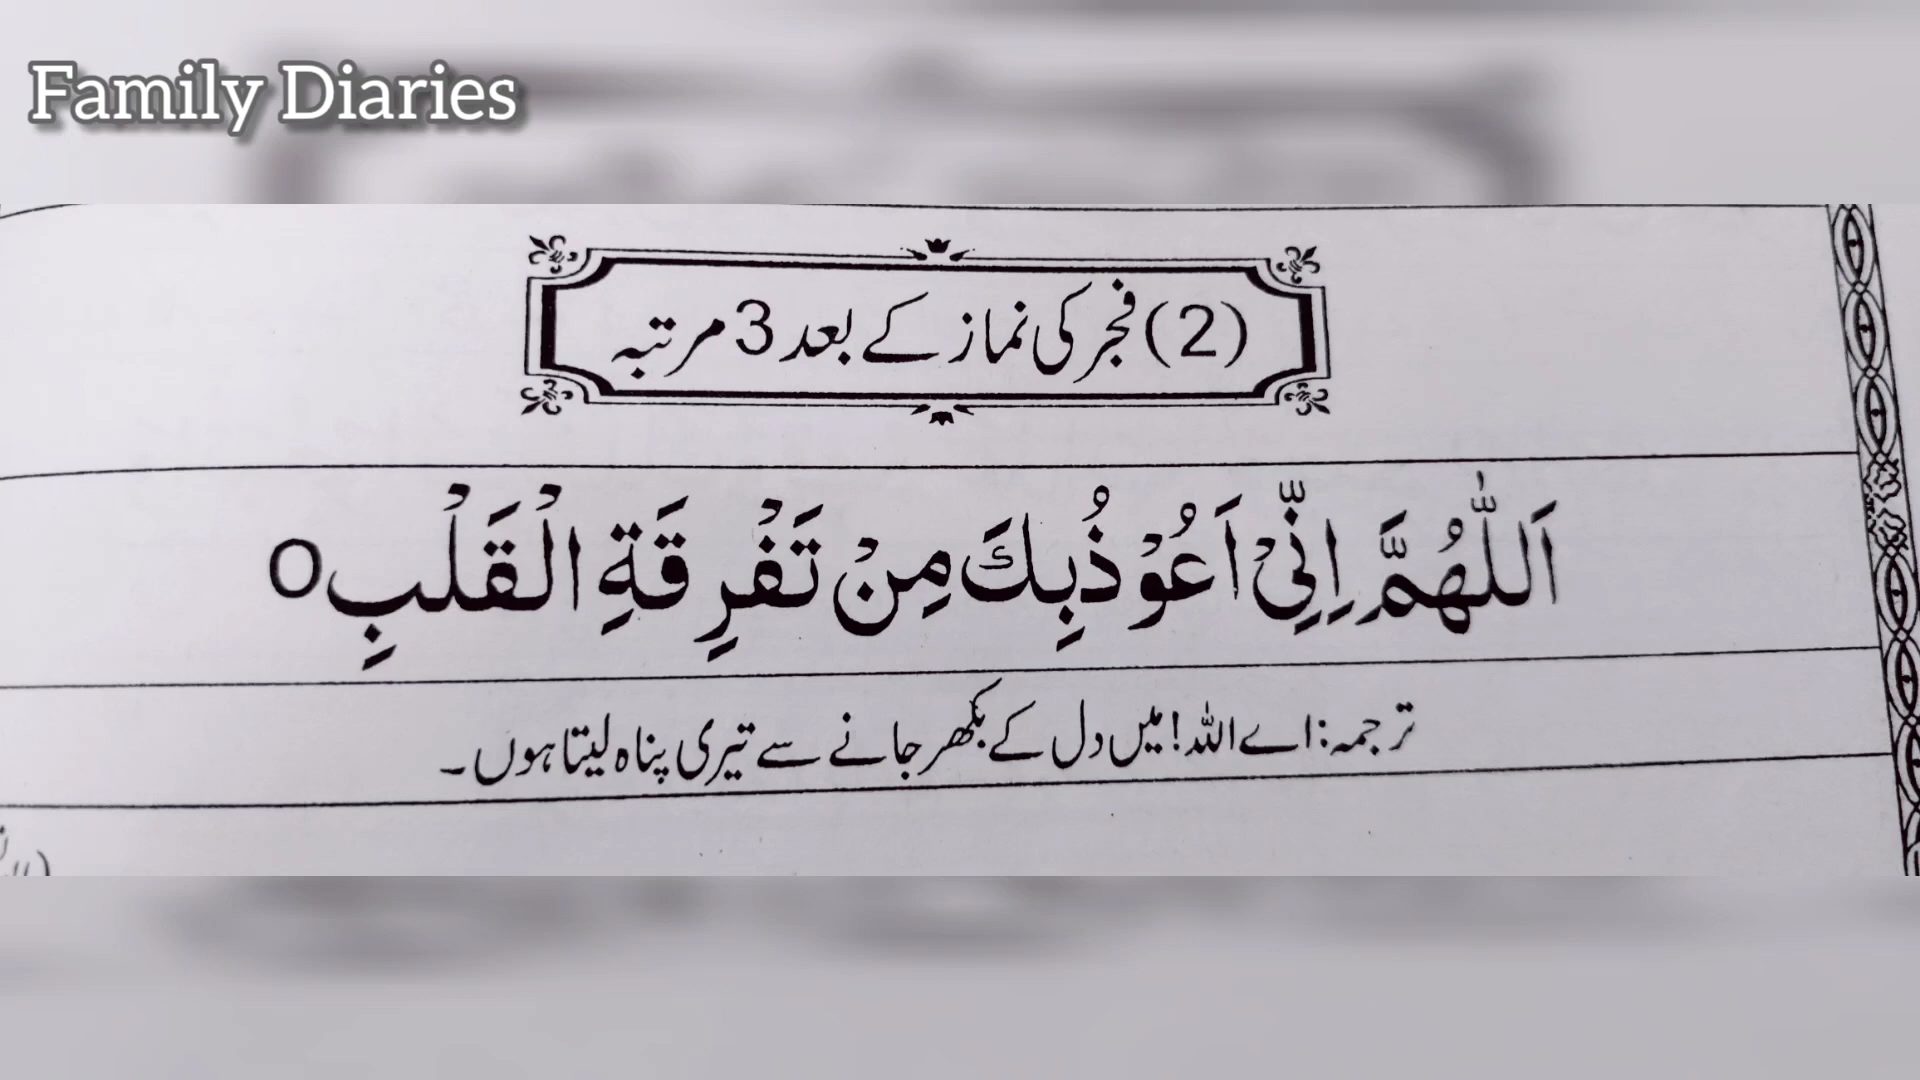 Family Diaries
(2) فجر کی نماز کے بعد 3 مرتبہ
اَللّٰهُمَّ اِنِّیْ اَعُوْذُبِكَ مِنْ تَفْرِقَةِ الْقَلْبِ ○
ترجمہ: اے اللہ! میں دل کے بکھر جانے سے تیری پناہ لیتا ہوں۔